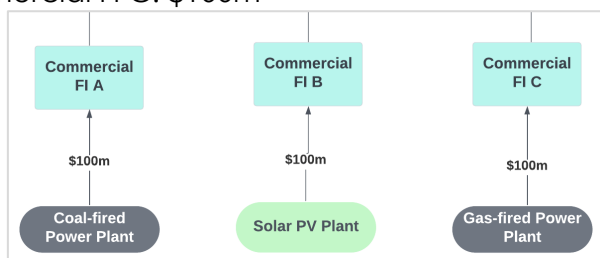 Commercial
FI A
Commercial
FI B
Commercial
FI C
$100m
$100m
$100m
Coal-fired
Power Plant
Solar PV Plant
Gas-fired Power
Plant